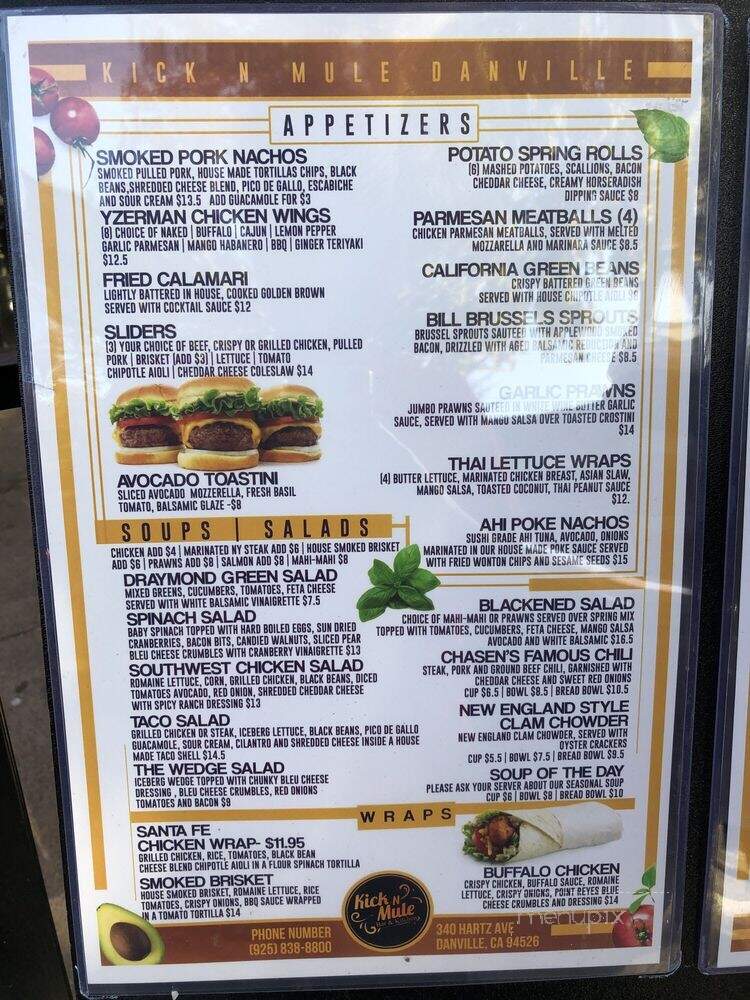 KICK N MULE DANVILLE
APPETIZERS
SMOKED PORK NACHOS
SMOKED PULLED PORK, HOUSE MADE TORTILLAS CHIPS, BLACK
BEANS,SHREDDED CHEESE BLEND, PICO DE GALLO, ESCABICHE
AND SOUR CREAM $13.5 ADD GUACAMOLE FOR $3
YZERMAN CHICKEN WINGS
(8) CHOICE OF NAKED | BUFFALO | CAJUN | LEMON PEPPER
GARLIC PARMESAN | MANGO HABANERO | BBQ | GINGER TERIYAKI
$12.5
FRIED CALAMARI
LIGHTLY BATTERED IN HOUSE, COOKED GOLDEN BROWN
SERVED WITH COCKTAIL SAUCE $12
SLIDERS
(3) YOUR CHOICE OF BEEF, CRISPY OR GRILLED CHICKEN, PULLED
PORK | BRISKET (ADD $3) | LETTUCE | TOMATO
CHIPOTLE AIOLI | CHEDDAR CHEESE COLESLAW $14
AVOCADO TOASTINI
SLICED AVOCADO MOZZERELLA, FRESH BASIL
TOMATO, BALSAMIC GLAZE -$8
POTATO SPRING ROLLS
(6) MASHED POTATOES, SCALLIONS, BACON
CHEDDAR CHEESE, CREAMY HORSERADISH
DIPPING SAUCE $8
PARMESAN MEATBALLS (4)
CHICKEN PARMESAN MEATBALLS, SERVED WITH MELTED
MOZZARELLA AND MARINARA SAUCE $8.5
CALIFORNIA GREEN BEANS
CRISPY BATTERED GREEN BEANS
SERVED WITH HOUSE CHIPOTLE AIOLI
BILL BRUSSELS SPROUTS
BRUSSEL SPROUTS SAUTEED WITH APPLEWOOD SMOKED
BACON, DRIZZLED WITH AGED BALSAMIC REDUCTION AND
PARMESAN CHEESE $8.5
GARLIC PRAWNS
JUMBO PRAWNS SAUTEED IN WHITE WINE BUTTER GARLIC
SAUCE, SERVED WITH MANGO SALSA OVER TOASTED CROSTINI
$14
THAI LETTUCE WRAPS
(4) BUTTER LETTUCE, MARINATED CHICKEN BREAST, ASIAN SLAW,
MANGO SALSA, TOASTED COCONUT, THAI PEANUT SAUCE
$12.
AHI POKE NACHOS
SUSHI GRADE AHI TUNA, AVOCADO, ONIONS
MARINATED IN OUR HOUSE MADE POKE SAUCE SERVED
WITH FRIED WONTON CHIPS AND SESAME SEEDS $15
SOUPS | SALADS
CHICKEN ADD $4 | MARINATED NY STEAK ADD $6 | HOUSE SMOKED BRISKET
ADD $6 | PRAWNS ADD $8 | SALMON ADD $8 | MAHI-MAHI $8
DRAYMOND GREEN SALAD
MIXED GREENS, CUCUMBERS, TOMATOES, FETA CHEESE
SERVED WITH WHITE BALSAMIC VINAIGRETTE $7.5
SPINACH SALAD
BABY SPINACH TOPPED WITH HARD BOILED EGGS, SUN DRIED
CRANBERRIES, BACON BITS, CANDIED WALNUTS, SLICED PEAR
BLEU CHEESE CRUMBLES WITH CRANBERRY VINAIGRETTE $13
SOUTHWEST CHICKEN SALAD
ROMAINE LETTUCE, CORN, GRILLED CHICKEN, BLACK BEANS, DICED
TOMATOES AVOCADO, RED ONION, SHREDDED CHEDDAR CHEESE
WITH SPICY RANCH DRESSING $13
TACO SALAD
GRILLED CHICKEN OR STEAK, ICEBERG LETTUCE, BLACK BEANS, PICO DE GALLO
GUACAMOLE, SOUR CREAM, CILANTRO AND SHREDDED CHEESE INSIDE A HOUSE
MADE TACO SHELL $14.5
THE WEDGE SALAD
ICEBERG WEDGE TOPPED WITH CHUNKY BLEU CHEESE
DRESSING , BLEU CHEESE CRUMBLES, RED ONIONS
TOMATOES AND BACON $9
BLACKENED SALAD
CHOICE OF MAHI-MAHI OR PRAWNS SERVED OVER SPRING MIX
TOPPED WITH TOMATOES, CUCUMBERS, FETA CHEESE, MANGO SALSA
AVOCADO AND WHITE BALSAMIC $16.5
CHASEN'S FAMOUS CHILI
STEAK, PORK AND GROUND BEEF CHILI, GARNISHED WITH
CHEDDAR CHEESE AND SWEET RED ONIONS
CUP $6.5 | BOWL $8.5 | BREAD BOWL $10.5
NEW ENGLAND STYLE
CLAM CHOWDER
NEW ENGLAND CLAM CHOWDER, SERVED WITH
OYSTER CRACKERS
CUP $5.5 | BOWL $7.5 | BREAD BOWL $9.5
SOUP OF THE DAY
PLEASE ASK YOUR SERVER ABOUT OUR SEASONAL SOUP
CUP $6 | BOWL $8 | BREAD BOWL $10
WRAPS
SANTA FE
CHICKEN WRAP- $11.95
GRILLED CHICKEN, RICE, TOMATOES, BLACK BEAN
CHEESE BLEND CHIPOTLE AIOLI IN A FLOUR SPINACH TORTILLA
SMOKED BRISKET
HOUSE SMOKED BRISKET, ROMAINE LETTUCE, RICE
TOMATOES, CRISPY ONIONS, BBQ SAUCE WRAPPED
IN A TOMATO TORTILLA $14
BUFFALO CHICKEN
CRISPY CHICKEN, BUFFALO SAUCE, ROMAINE
LETTUCE, CRISPY ONIONS, POINT REYES BLUE
CHEESE CRUMBLES AND DRESSING $14
Kick N'
Mule
Bar & Kitchen
PHONE NUMBER
(925) 838-8800
340 HARTZ AVE
DANVILLE, CA 94526
menupix